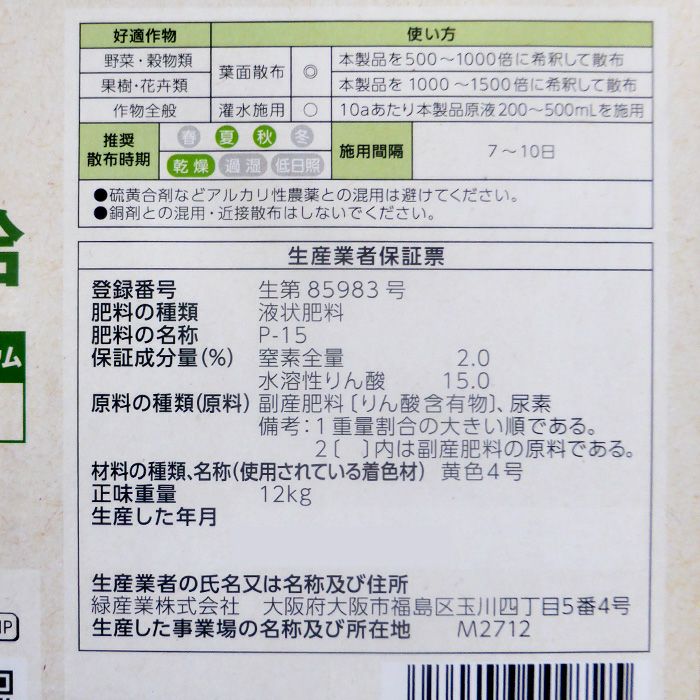 好適作物 使い方
野菜・穀物類 葉面散布 ◎ 本製品を500〜1000倍に希釈して散布
果樹・花卉類 本製品を1000〜1500倍に希釈して散布
作物全般 灌水施用 ○ 10aあたり本製品原液200〜500mLを施用
推奨散布時期 春 夏 秋 冬 施用間隔 7〜10日
乾燥 過湿 低日照
●硫黄合剤などアルカリ性農薬との混用は避けてください。
●銅剤との混用・近接散布はしないでください。
生産業者保証票
登録番号 生第85983号
肥料の種類 液状肥料
肥料の名称 P-15
保証成分量(%) 窒素全量 2.0
水溶性りん酸 15.0
原料の種類(原料) 副産肥料〔りん酸含有物〕、尿素
備考：1重量割合の大きい順である。
2〔 〕内は副産肥料の原料である。
材料の種類、名称(使用されている着色材) 黄色4号
正味重量 12kg
生産した年月
生産業者の氏名又は名称及び住所
緑産業株式会社 大阪府大阪市福島区玉川四丁目5番4号
生産した事業場の名称及び所在地 M2712
ム